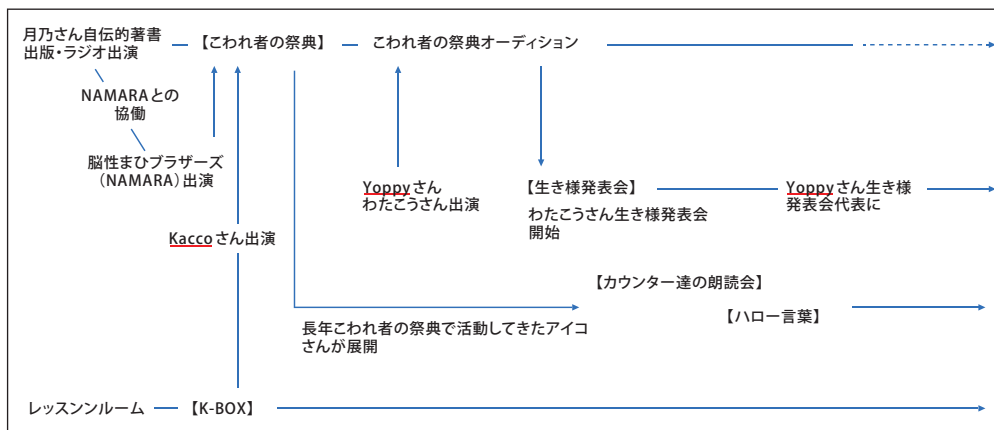 月乃さん自伝的著書
出版・ラジオ出演
【こわれ者の祭典】
こわれ者の祭典オーディション
NAMARAとの
協働
脳性まひブラザーズ
（NAMARA）出演
Yoppyさん
わたこうさん出演
【生き様発表会】
わたこうさん生き様発表会
開始
Yoppyさん生き様
発表会代表に
Kaccoさん出演
【カウンター達の朗読会】
【ハロー言葉】
長年こわれ者の祭典で活動してきたアイコ
さんが展開
レッスンンルーム
【K-BOX】